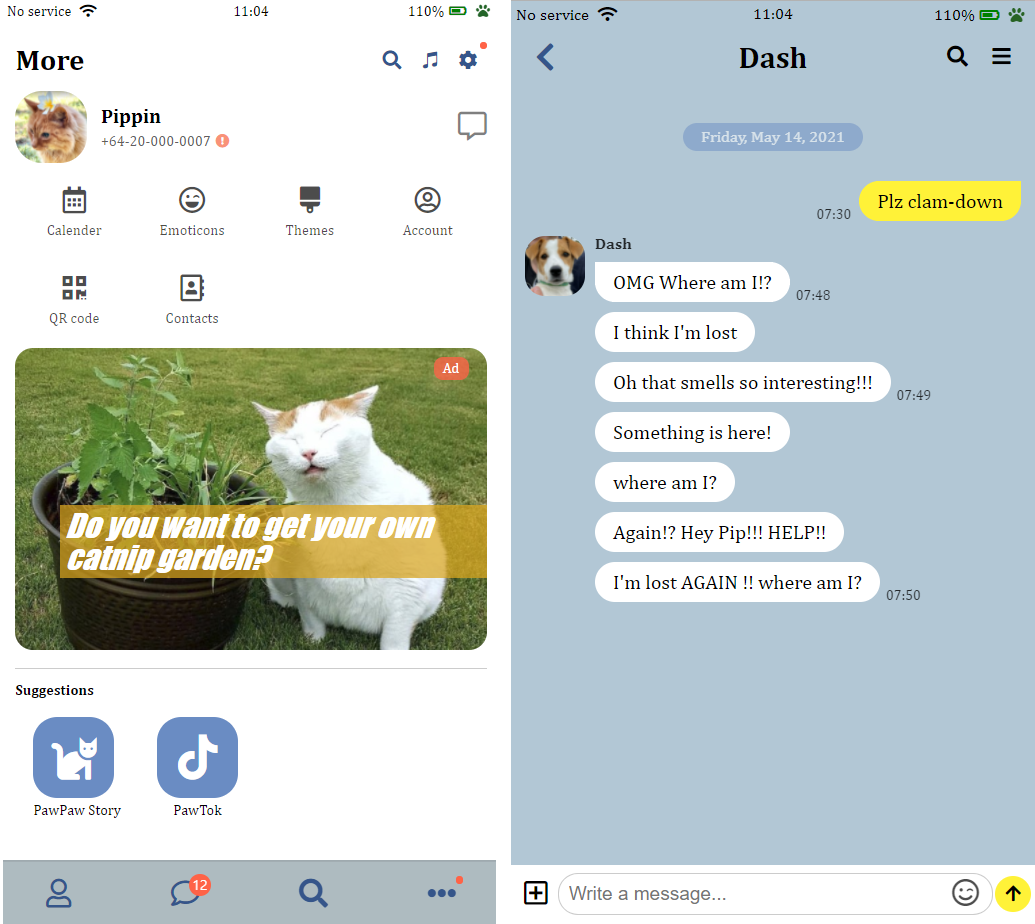 No service 11:04 110%
More
Pippin
+64-20-000-0007
Calender Emoticons Themes Account
QR code Contacts
Ad
Do you want to get your own
catnip garden?
Suggestions
PawPaw Story PawTok
12
No service 11:04 110%
Dash
Friday, May 14, 2021
07:30 Plz clam-down
Dash
OMG Where am I!? 07:48
I think I'm lost
Oh that smells so interesting!!! 07:49
Something is here!
where am I?
Again!? Hey Pip!!! HELP!!
I'm lost AGAIN !! where am I? 07:50
Write a message...